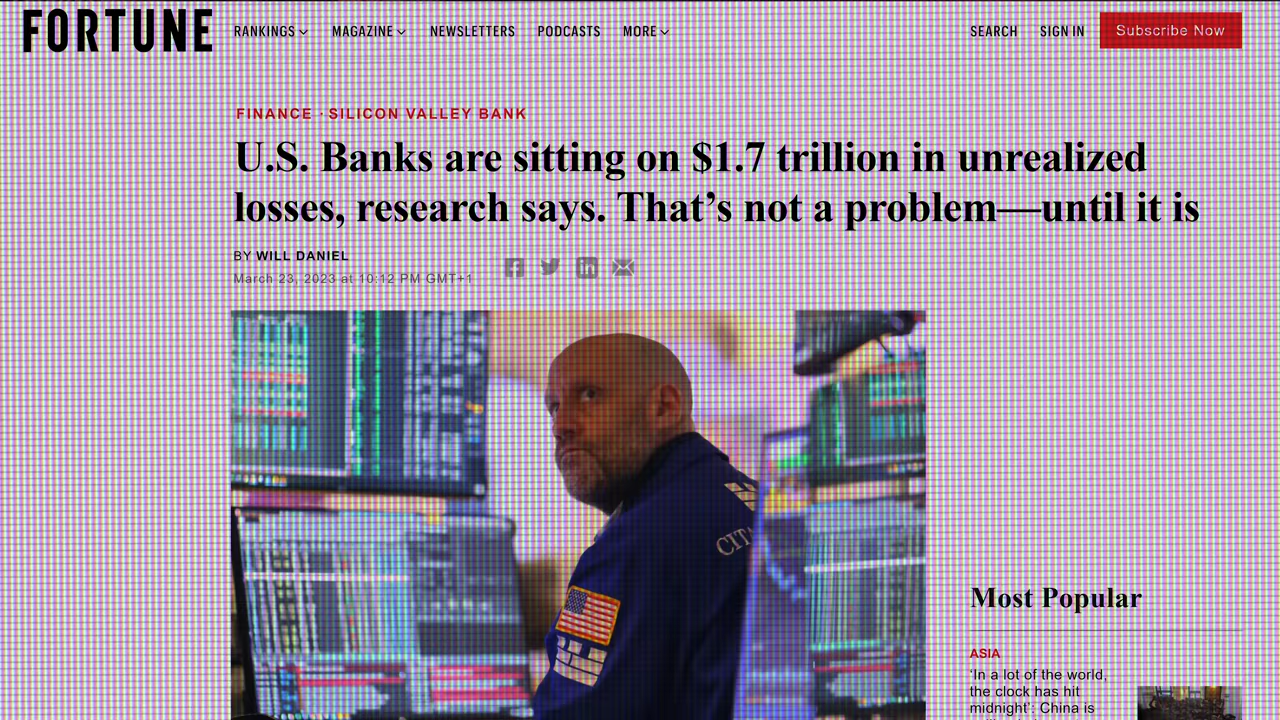 FORTUNE
RANKINGS MAGAZINE NEWSLETTERS PODCASTS MORE SEARCH SIGN IN Subscribe Now
FINANCE · SILICON VALLEY BANK
U.S. Banks are sitting on $1.7 trillion in unrealized
losses, research says. That’s not a problem—until it is
BY WILL DANIEL
March 23, 2023 at 10:12 PM GMT+1
Most Popular
ASIA
‘In a lot of the world,
the clock has hit
midnight’: China is